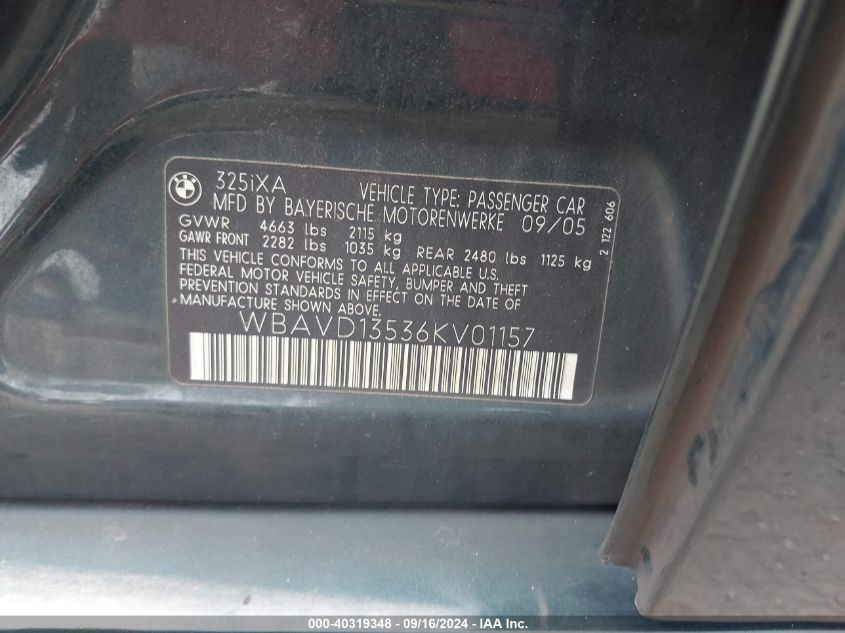 BMW
325iXA VEHICLE TYPE: PASSENGER CAR
MFD BY BAYERISCHE MOTORENWERKE 09/05
GVWR 4663 lbs 2115 kg
GAWR FRONT 2282 lbs 1035 kg REAR 2480 lbs 1125 kg
THIS VEHICLE CONFORMS TO ALL APPLICABLE U.S.
FEDERAL MOTOR VEHICLE SAFETY, BUMPER AND THEFT
PREVENTION STANDARDS IN EFFECT ON THE DATE OF
MANUFACTURE SHOWN ABOVE.
WBAVD13536KV01157
2 122 606
000-40319348 - 09/16/2024 - IAA Inc.